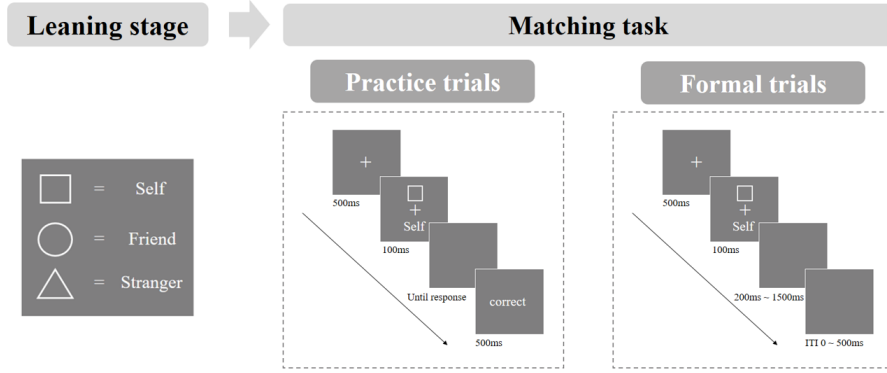 Leaning stage
Matching task
Practice trials
Formal trials
= Self
= Friend
= Stranger
+
500ms
+
Self
100ms
Until response
correct
500ms
+
500ms
+
Self
100ms
200ms ~ 1500ms
ITI 0 ~ 500ms